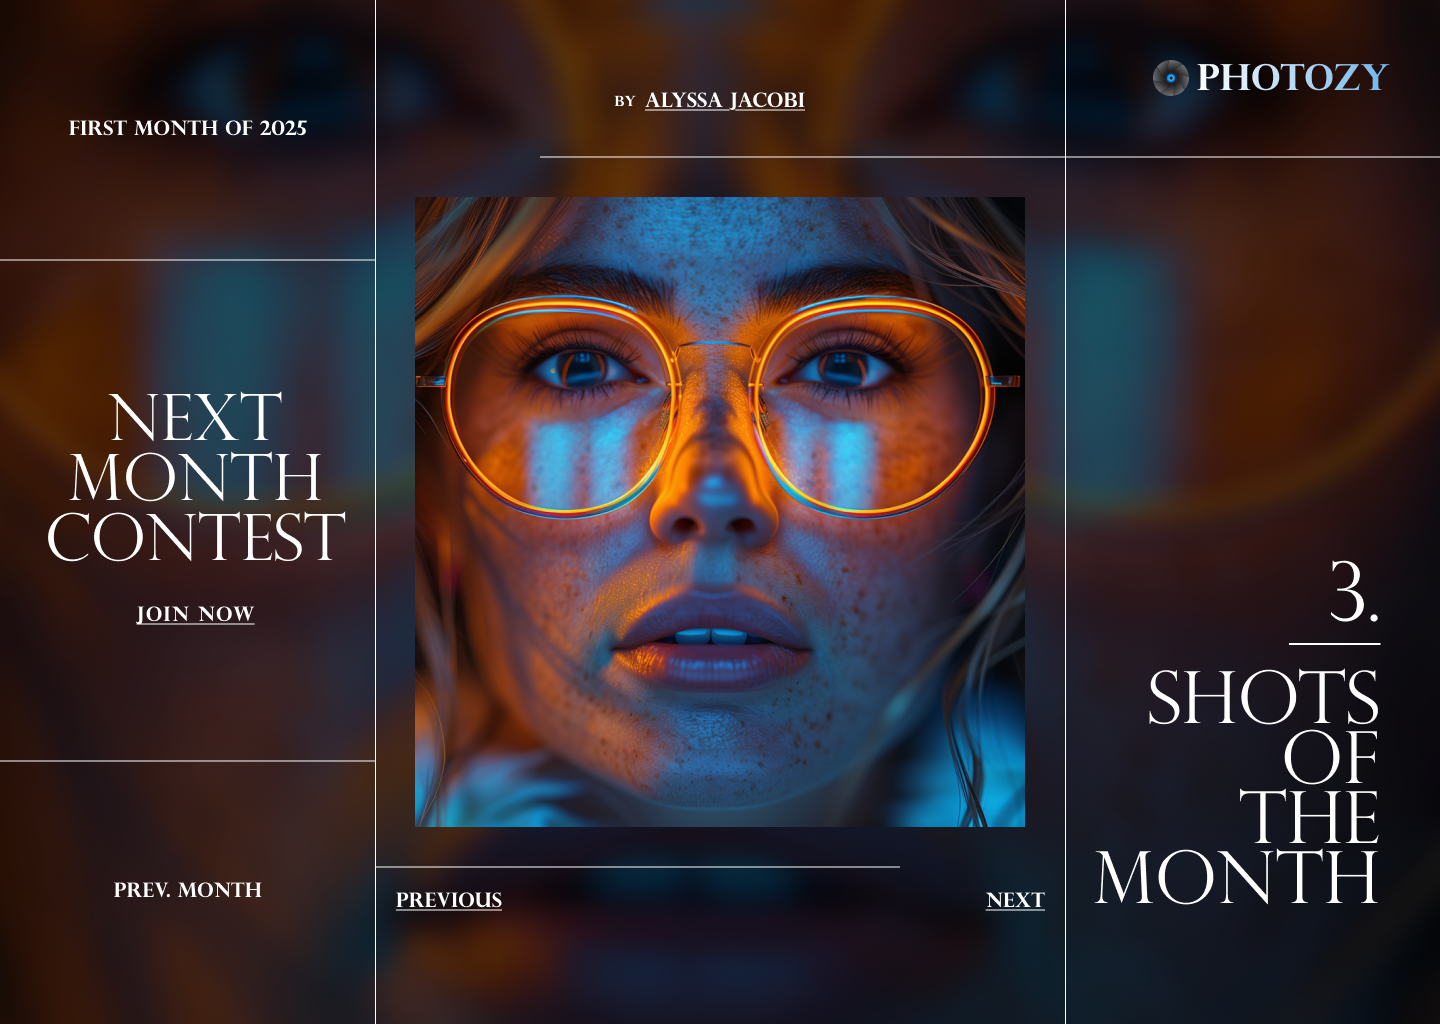 FIRST MONTH OF 2025
BY ALYSSA JACOBI
PHOTOZY
NEXT
MONTH
CONTEST
JOIN NOW
3.
SHOTS
OF
THE
MONTH
PREV. MONTH
PREVIOUS
NEXT